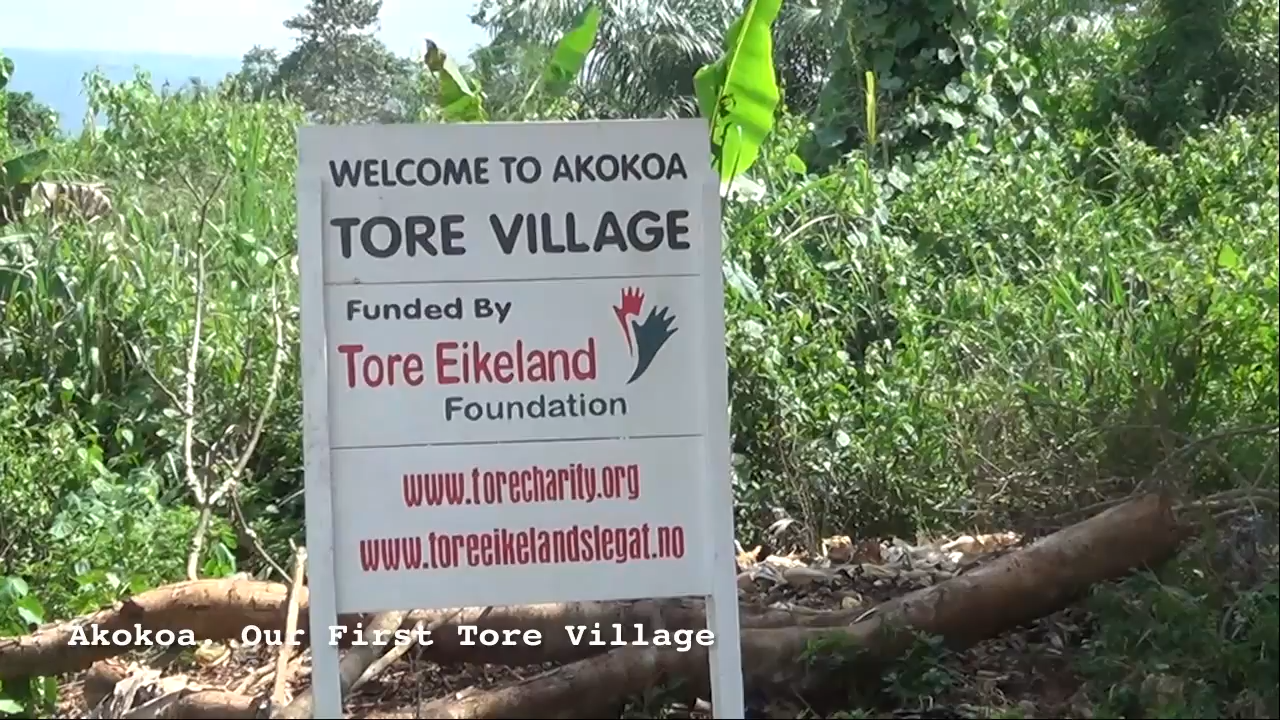 WELCOME TO AKOKOA
TORE VILLAGE
Funded By
Tore Eikeland
Foundation
www.torecharity.org
www.toreeikelandslegat.no
Akokoa. Our First Tore Village